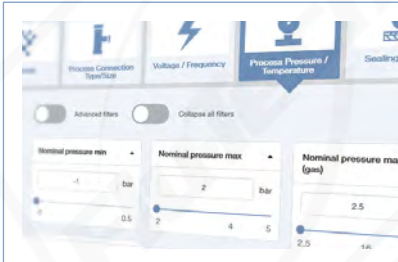 Process Connection
Type/Size
Voltage / Frequency
Process Pressure /
Temperature
Sealing
Advanced filters
Collapse all filters
Nominal pressure min
Nominal pressure max
Nominal pressure ma
(gas)
-1
bar
2
bar
2.5
0.5
2
4
5
2.5
16